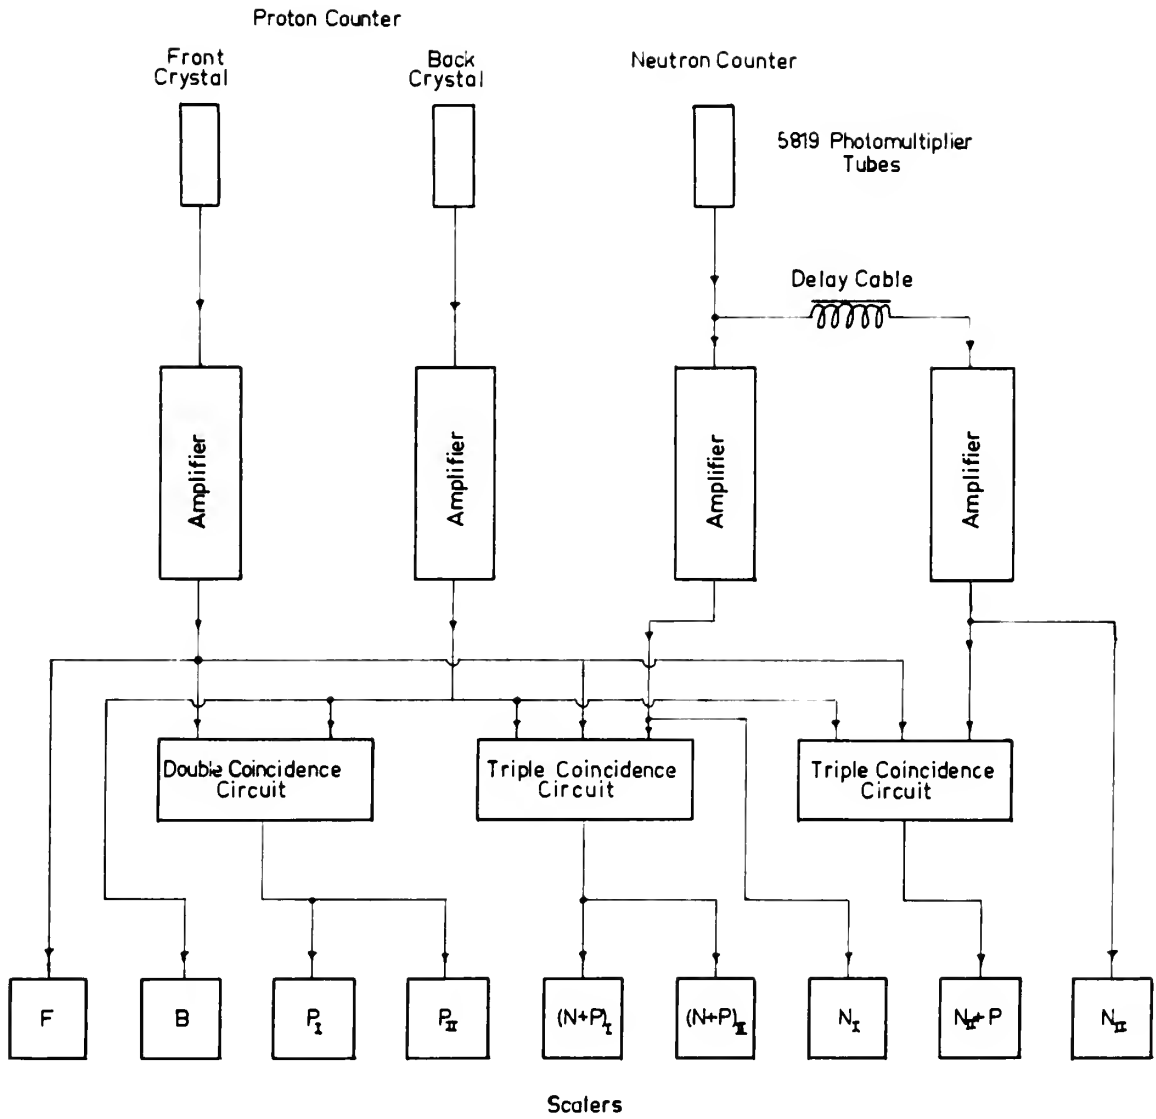 Proton Counter
Front
Crystal
Back
Crystal
Neutron Counter
5819 Photomultiplier
Tubes
Delay Cable
Amplifier
Amplifier
Amplifier
Amplifier
Double Coincidence
Circuit
Triple Coincidence
Circuit
Triple Coincidence
Circuit
F
B
P_I
P_II
(N+P)_I
(N+P)_II
N_I
N_II+P
N_II
Scalers